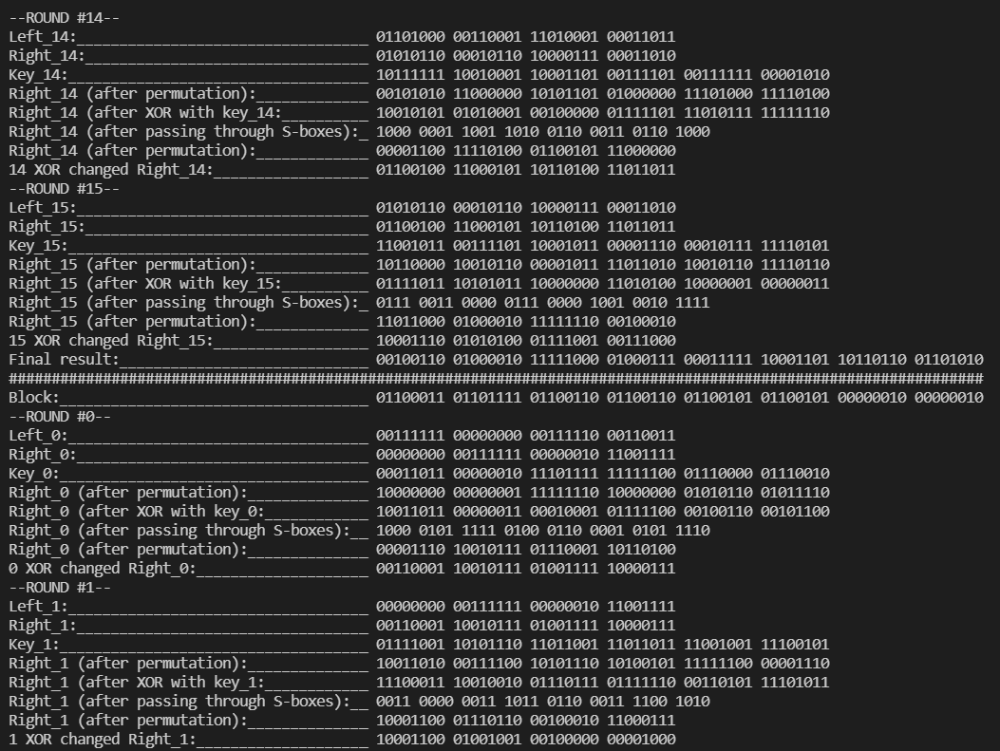 --ROUND #14--
Left_14:__________________________________ 01101000 00110001 11010001 00011011
Right_14:_________________________________ 01010110 00010110 10000111 00011010
Key_14:___________________________________ 10111111 10010001 10001101 00111101 00111111 00001010
Right_14 (after permutation):_____________ 00101010 11000000 10101101 01000000 11101000 11110100
Right_14 (after XOR with key_14:__________ 10010101 01010001 00100000 01111101 11010111 11111110
Right_14 (after passing through S-boxes):_ 1000 0001 1001 1010 0110 0011 0110 1000
Right_14 (after permutation):_____________ 00001100 11110100 01100101 11000000
14 XOR changed Right_14:__________________ 01100100 11000101 10110100 11011011
--ROUND #15--
Left_15:__________________________________ 01010110 00010110 10000111 00011010
Right_15:_________________________________ 01100100 11000101 10110100 11011011
Key_15:___________________________________ 11001011 00111101 10001011 00001110 00010111 11110101
Right_15 (after permutation):_____________ 10110000 10010110 00001011 11011010 10010110 11110110
Right_15 (after XOR with key_15:__________ 01111011 10101011 10000000 11010100 10000001 00000011
Right_15 (after passing through S-boxes):_ 0111 0011 0000 0111 0000 1001 0010 1111
Right_15 (after permutation):_____________ 11011000 01000010 11111110 00100010
15 XOR changed Right_15:__________________ 10001110 01010100 01111001 00111000
Final result:_____________________________ 00100110 01000010 11111000 01000111 00011111 10001101 10110110 01101010
##################################################################################################################
Block:____________________________________ 01100011 01101111 01100110 01100110 01100101 01100101 00000010 00000010
--ROUND #0--
Left_0:___________________________________ 00111111 00000000 00111110 00110011
Right_0:__________________________________ 00000000 00111111 00000010 11001111
Key_0:____________________________________ 00011011 00000010 11101111 11111100 01110000 01110010
Right_0 (after permutation):______________ 10000000 00000001 11111110 10000000 01010110 01011110
Right_0 (after XOR with key_0:____________ 10011011 00000011 00010001 01111100 00100110 00101100
Right_0 (after passing through S-boxes):__ 1000 0101 1111 0100 0110 0001 0101 1110
Right_0 (after permutation):______________ 00001110 10010111 01110001 10110100
0 XOR changed Right_0:____________________ 00110001 10010111 01001111 10000111
--ROUND #1--
Left_1:___________________________________ 00000000 00111111 00000010 11001111
Right_1:__________________________________ 00110001 10010111 01001111 10000111
Key_1:____________________________________ 01111001 10101110 11011001 11011011 11001001 11100101
Right_1 (after permutation):______________ 10011010 00111100 10101110 10100101 11111100 00001110
Right_1 (after XOR with key_1:____________ 11100011 10010010 01110111 01111110 00110101 11101011
Right_1 (after passing through S-boxes):__ 0011 0000 0011 1011 0110 0011 1100 1010
Right_1 (after permutation):______________ 10001100 01110110 00100010 11000111
1 XOR changed Right_1:____________________ 10001100 01001001 00100000 00001000